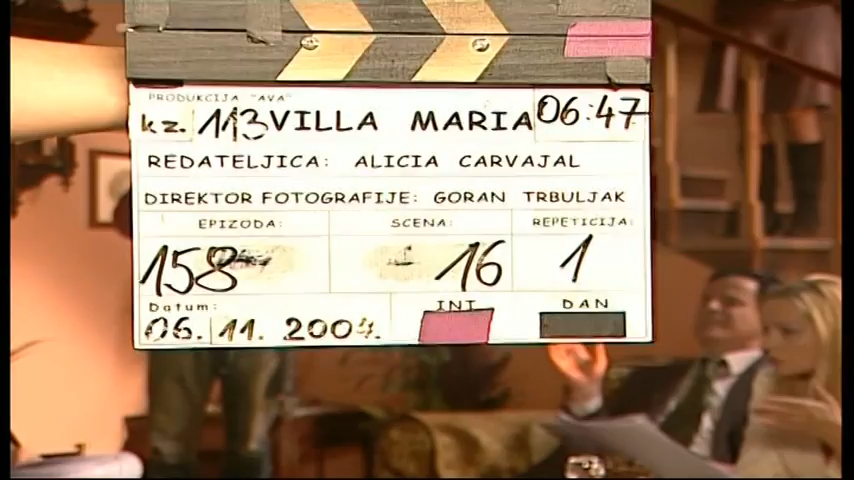 PRODUKCIJA "AVA"
kz. 113 VILLA MARIA 06:47
REDATELJICA: ALICIA CARVAJAL
DIREKTOR FOTOGRAFIJE: GORAN TRBULJAK
EPIZODA: SCENA: REPETICIJA:
158 16 1
Datum: INT DAN
06. 11. 2004.